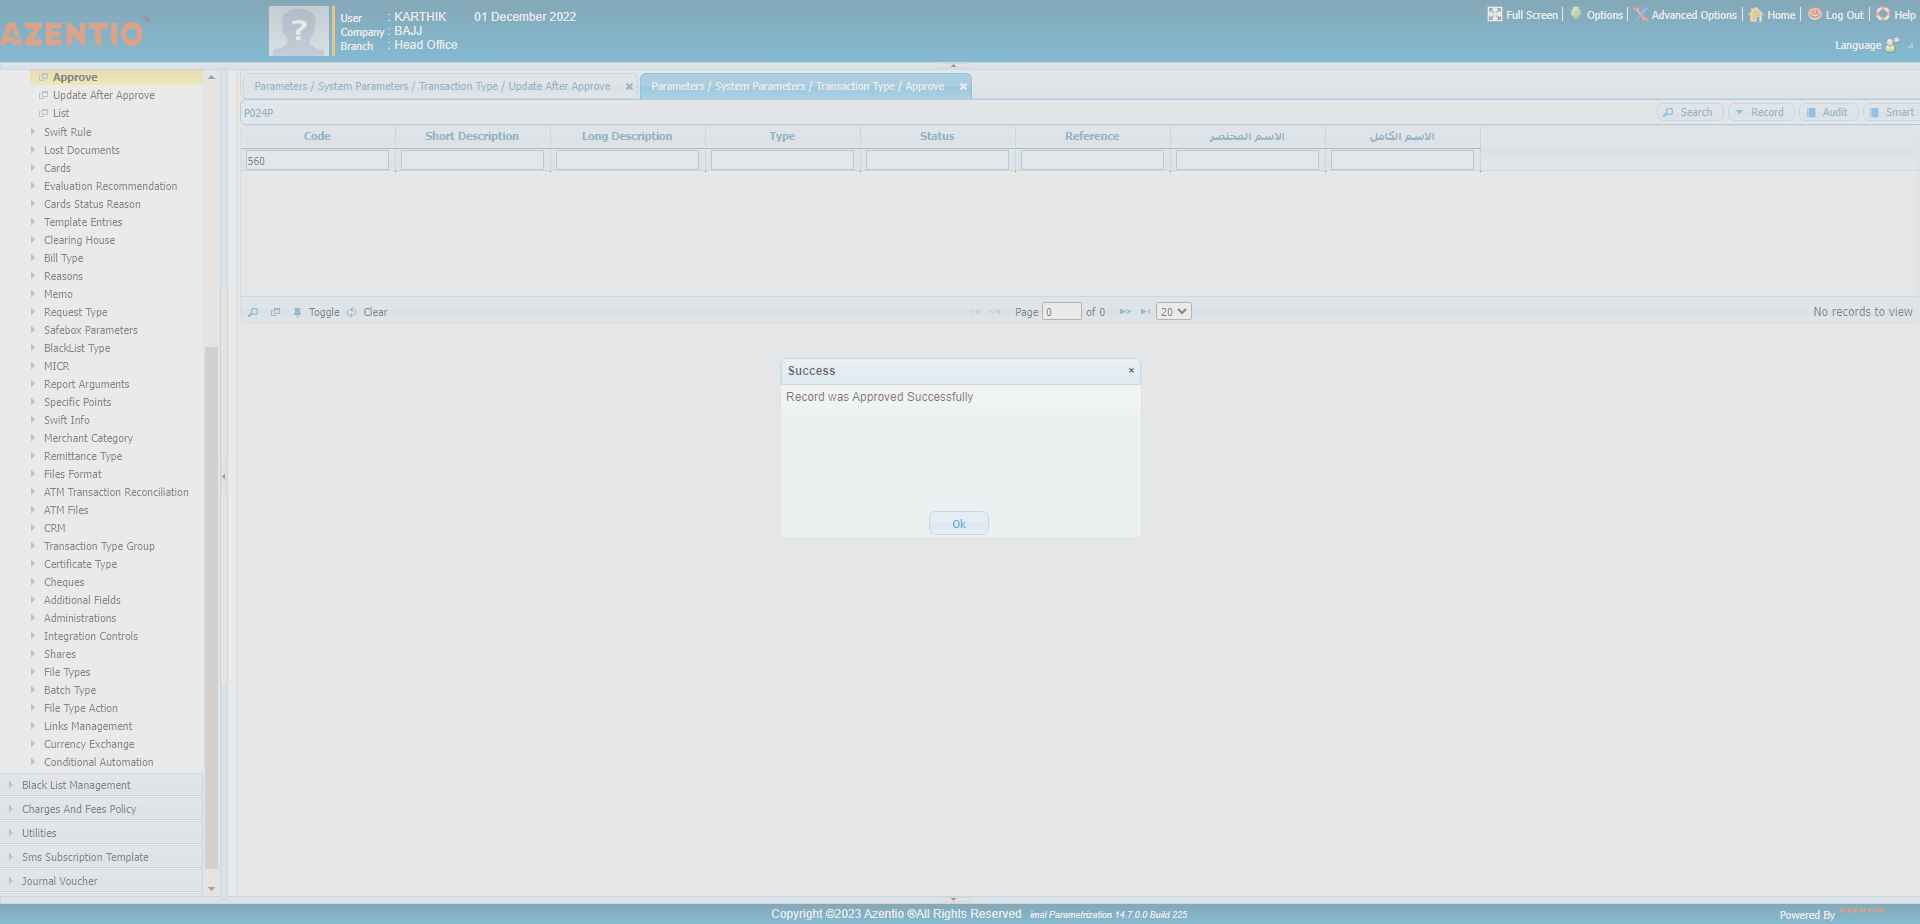 AZENTIO™
User : KARTHIK 01 December 2022
Company : BAJJ
Branch : Head Office
Full Screen Options Advanced Options Home Log Out Help
Language
Approve
Update After Approve
List
Swift Rule
Lost Documents
Cards
Evaluation Recommendation
Cards Status Reason
Template Entries
Clearing House
Bill Type
Reasons
Memo
Request Type
Safebox Parameters
BlackList Type
MICR
Report Arguments
Specific Points
Swift Info
Merchant Category
Remittance Type
Files Format
ATM Transaction Reconciliation
ATM Files
CRM
Transaction Type Group
Certificate Type
Cheques
Additional Fields
Administrations
Integration Controls
Shares
File Types
Batch Type
File Type Action
Links Management
Currency Exchange
Conditional Automation
Black List Management
Charges And Fees Policy
Utilities
Sms Subscription Template
Journal Voucher
Parameters / System Parameters / Transaction Type / Update After Approve
Parameters / System Parameters / Transaction Type / Approve
P024P
Search Record Audit Smart
Code Short Description Long Description Type Status Reference الاسم المختصر الاسم الكامل
560
Toggle Clear
Page 0 of 0 20
No records to view
Success
Record was Approved Successfully
Ok
Copyright ©2023 Azentio ®All Rights Reserved imal Parametrization 14.7.0.0 Build 225
Powered By AZENTIO